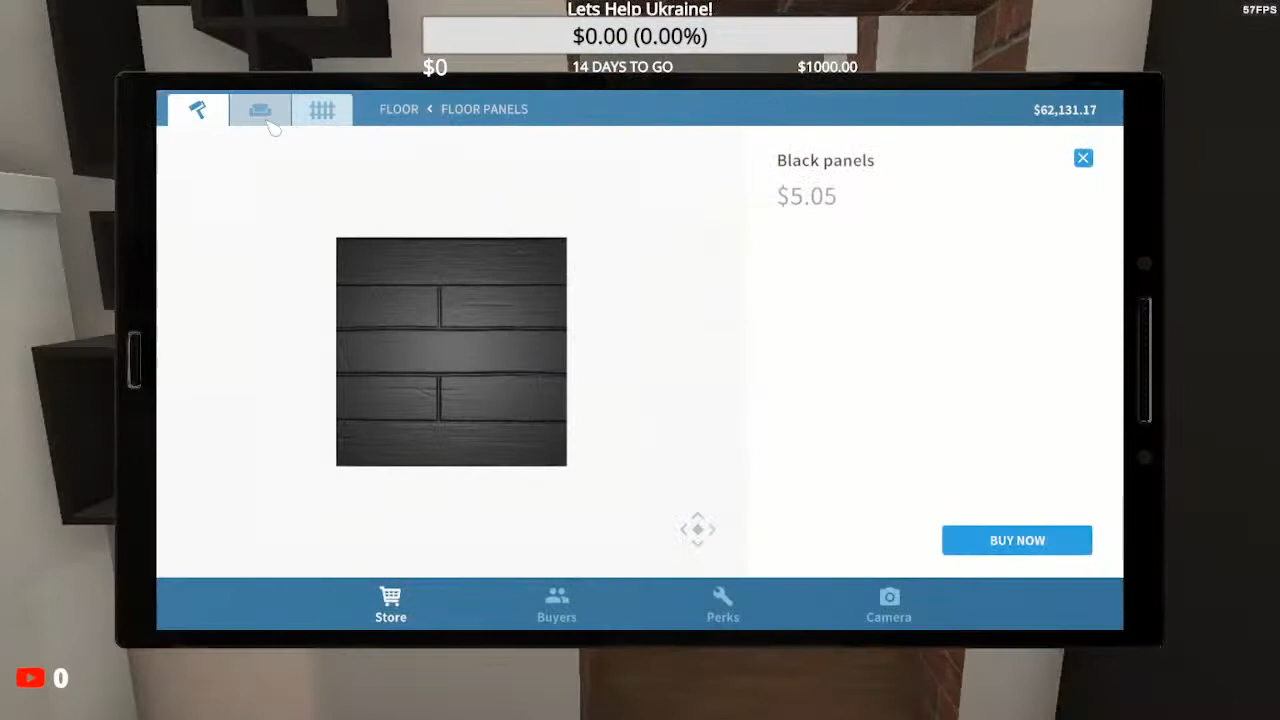 Lets Help Ukraine!
57FPS
$0.00 (0.00%)
$0 14 DAYS TO GO $1000.00
FLOOR < FLOOR PANELS $62,131.17
Black panels
$5.05
BUY NOW
Store Buyers Perks Camera
0